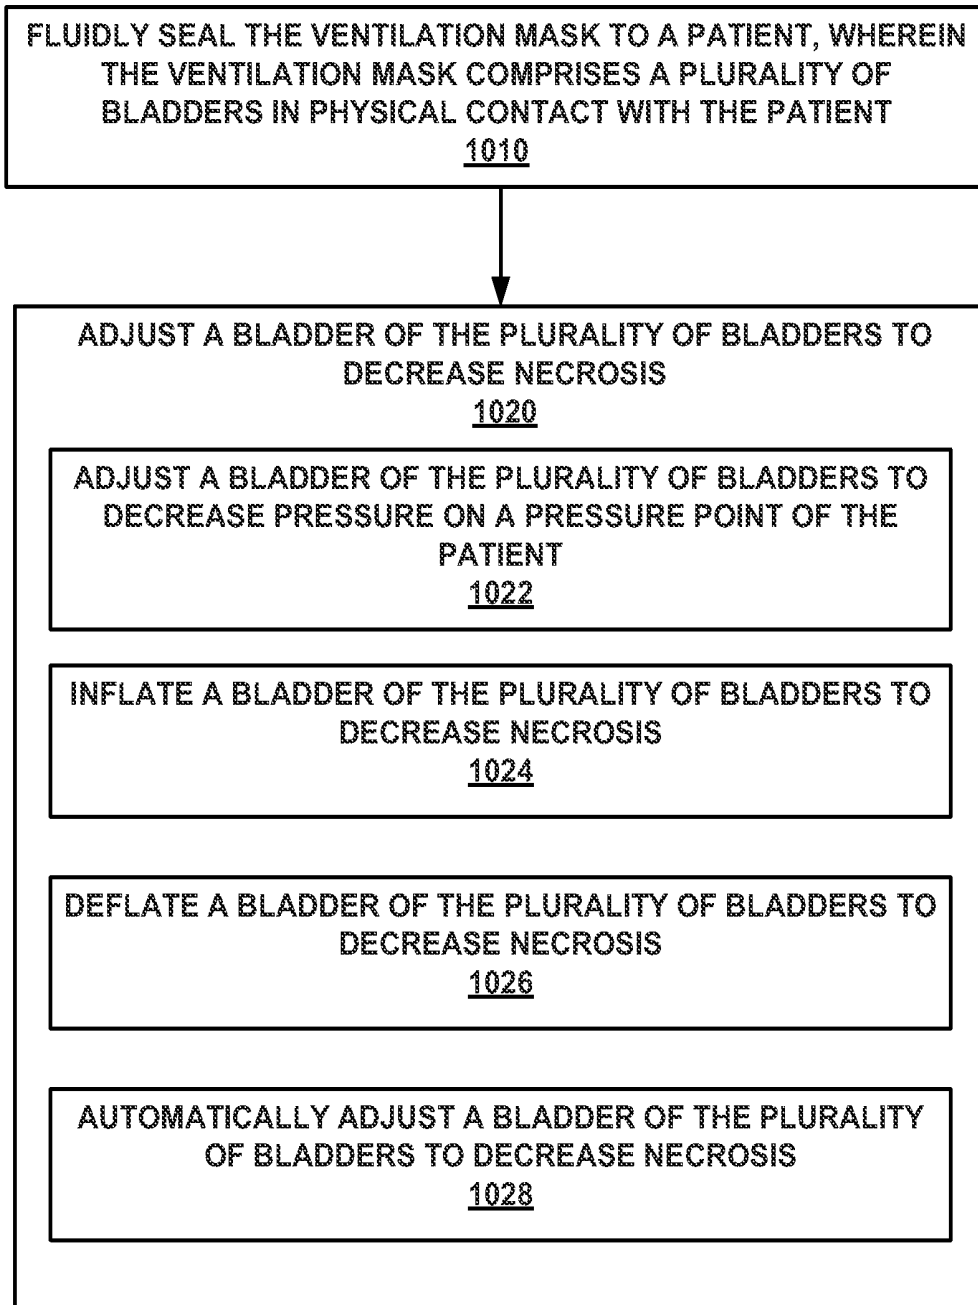 FLUIDLY SEAL THE VENTILATION MASK TO A PATIENT, WHEREIN
THE VENTILATION MASK COMPRISES A PLURALITY OF
BLADDERS IN PHYSICAL CONTACT WITH THE PATIENT
1010
ADJUST A BLADDER OF THE PLURALITY OF BLADDERS TO
DECREASE NECROSIS
1020
ADJUST A BLADDER OF THE PLURALITY OF BLADDERS TO
DECREASE PRESSURE ON A PRESSURE POINT OF THE
PATIENT
1022
INFLATE A BLADDER OF THE PLURALITY OF BLADDERS TO
DECREASE NECROSIS
1024
DEFLATE A BLADDER OF THE PLURALITY OF BLADDERS TO
DECREASE NECROSIS
1026
AUTOMATICALLY ADJUST A BLADDER OF THE PLURALITY
OF BLADDERS TO DECREASE NECROSIS
1028